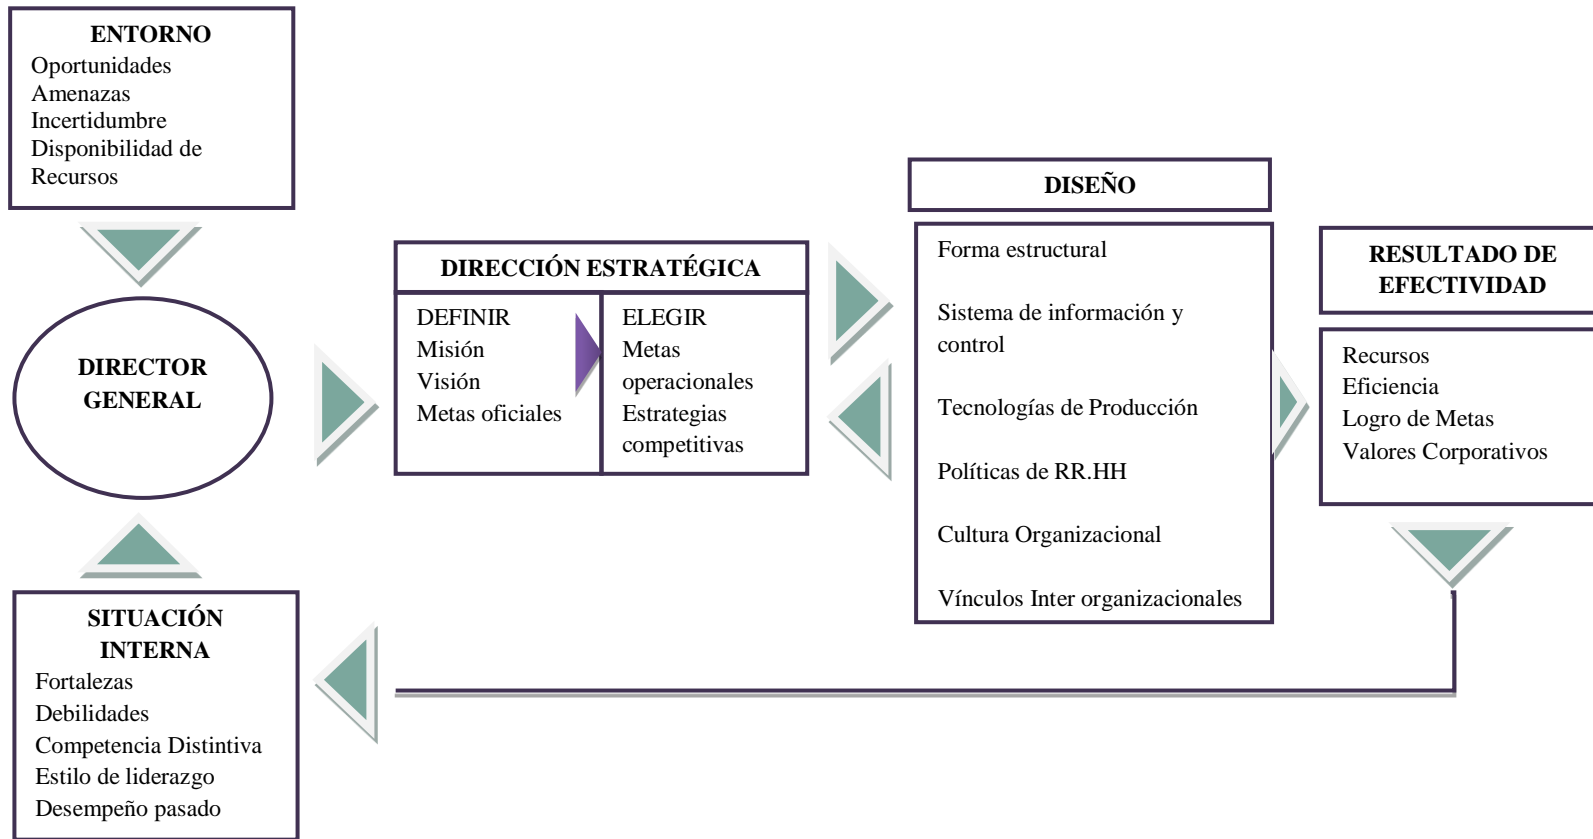 ENTORNO
Oportunidades
Amenazas
Incertidumbre
Disponibilidad de
Recursos
DIRECTOR
GENERAL
SITUACIÓN
INTERNA
Fortalezas
Debilidades
Competencia Distintiva
Estilo de liderazgo
Desempeño pasado
DIRECCIÓN ESTRATÉGICA
DEFINIR
Misión
Visión
Metas oficiales
ELEGIR
Metas
operacionales
Estrategias
competitivas
DISEÑO
Forma estructural
Sistema de información y
control
Tecnologías de Producción
Políticas de RR.HH
Cultura Organizacional
Vínculos Inter organizacionales
RESULTADO DE
EFECTIVIDAD
Recursos
Eficiencia
Logro de Metas
Valores Corporativos